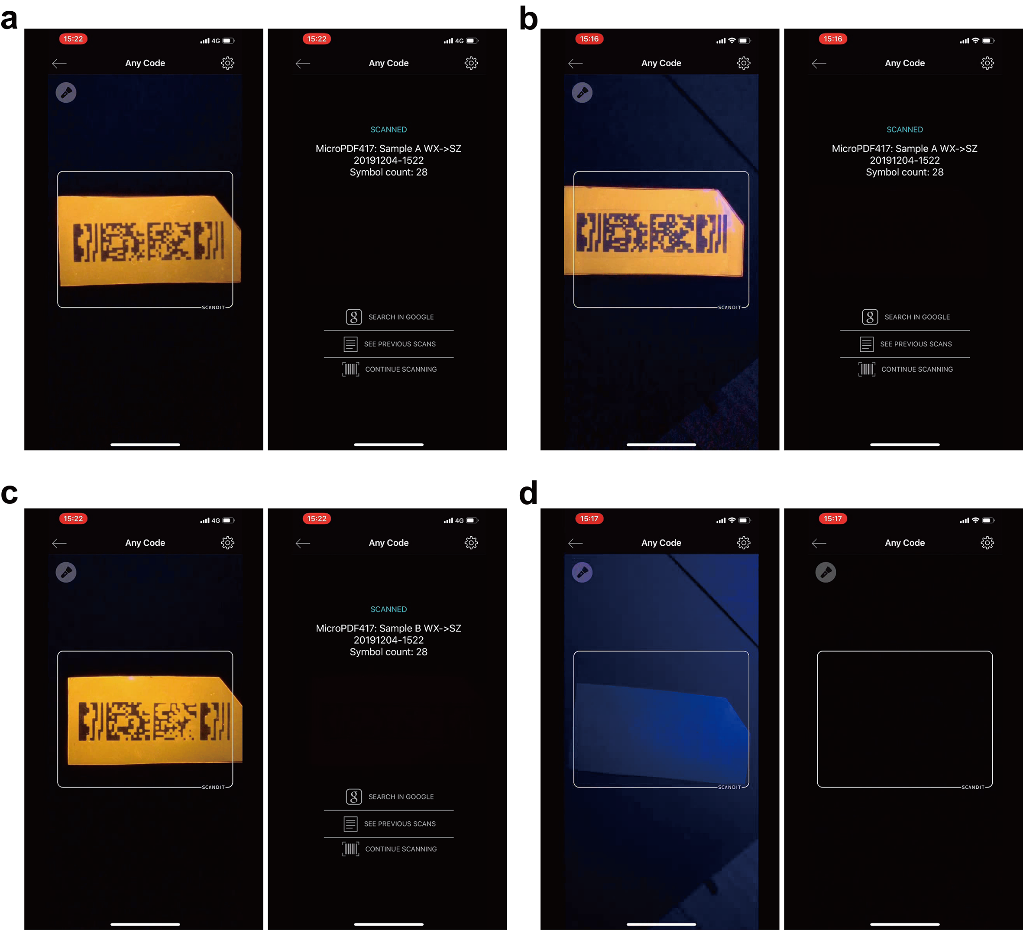 a
15:22
4G
Any Code
SCANDIT
15:22
4G
Any Code
SCANNED
MicroPDF417: Sample A WX->SZ
20191204-1522
Symbol count: 28
8 SEARCH IN GOOGLE
SEE PREVIOUS SCANS
CONTINUE SCANNING
b
15:16
Any Code
SCANDIT
15:16
Any Code
SCANNED
MicroPDF417: Sample A WX->SZ
20191204-1522
Symbol count: 28
8 SEARCH IN GOOGLE
SEE PREVIOUS SCANS
CONTINUE SCANNING
c
15:22
4G
Any Code
SCANDIT
15:22
4G
Any Code
SCANNED
MicroPDF417: Sample B WX->SZ
20191204-1522
Symbol count: 28
8 SEARCH IN GOOGLE
SEE PREVIOUS SCANS
CONTINUE SCANNING
d
15:17
Any Code
SCANDIT
15:17
Any Code
SCANDIT